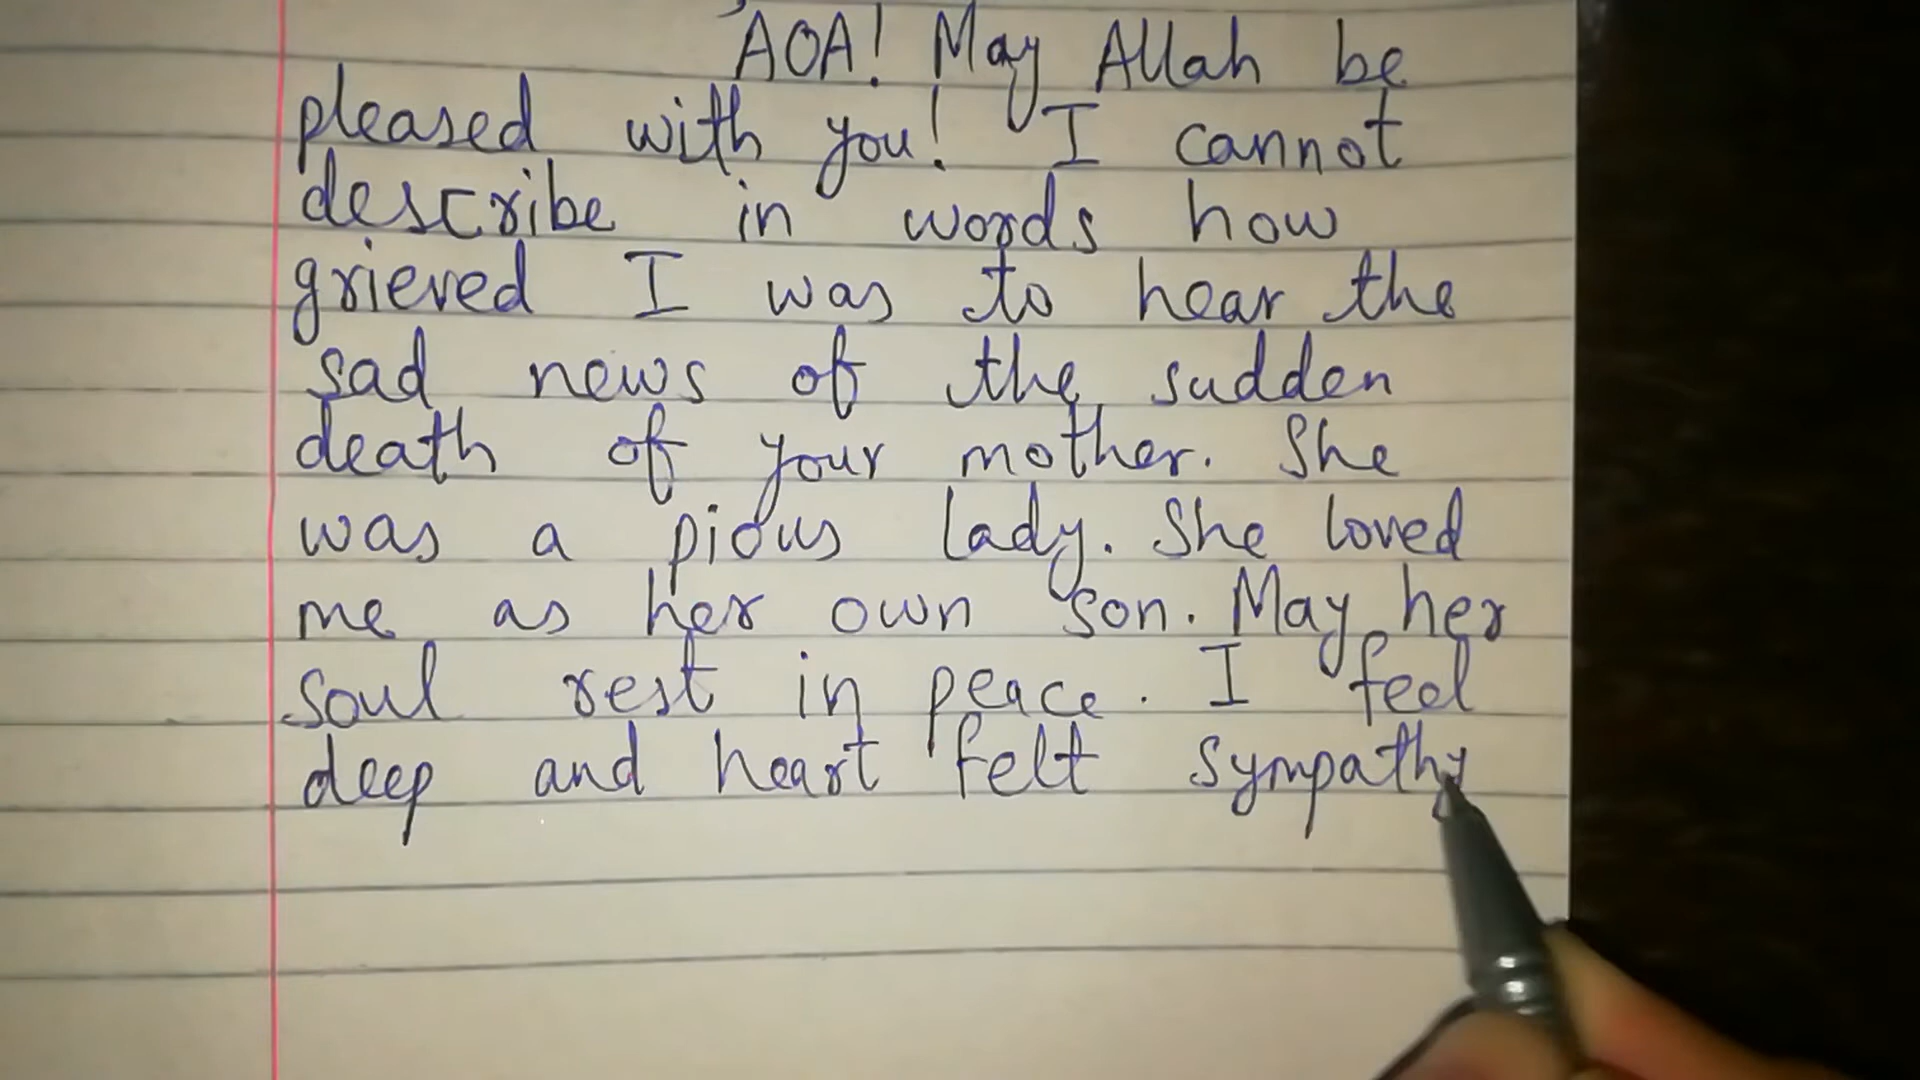 AOA! May Allah be
pleased with you! I cannot
describe in words how
grieved I was to hear the
sad news of the sudden
death of your mother. She
was a pious lady. She loved
me as her own son. May her
soul rest in peace. I feel
deep and heart felt sympathy